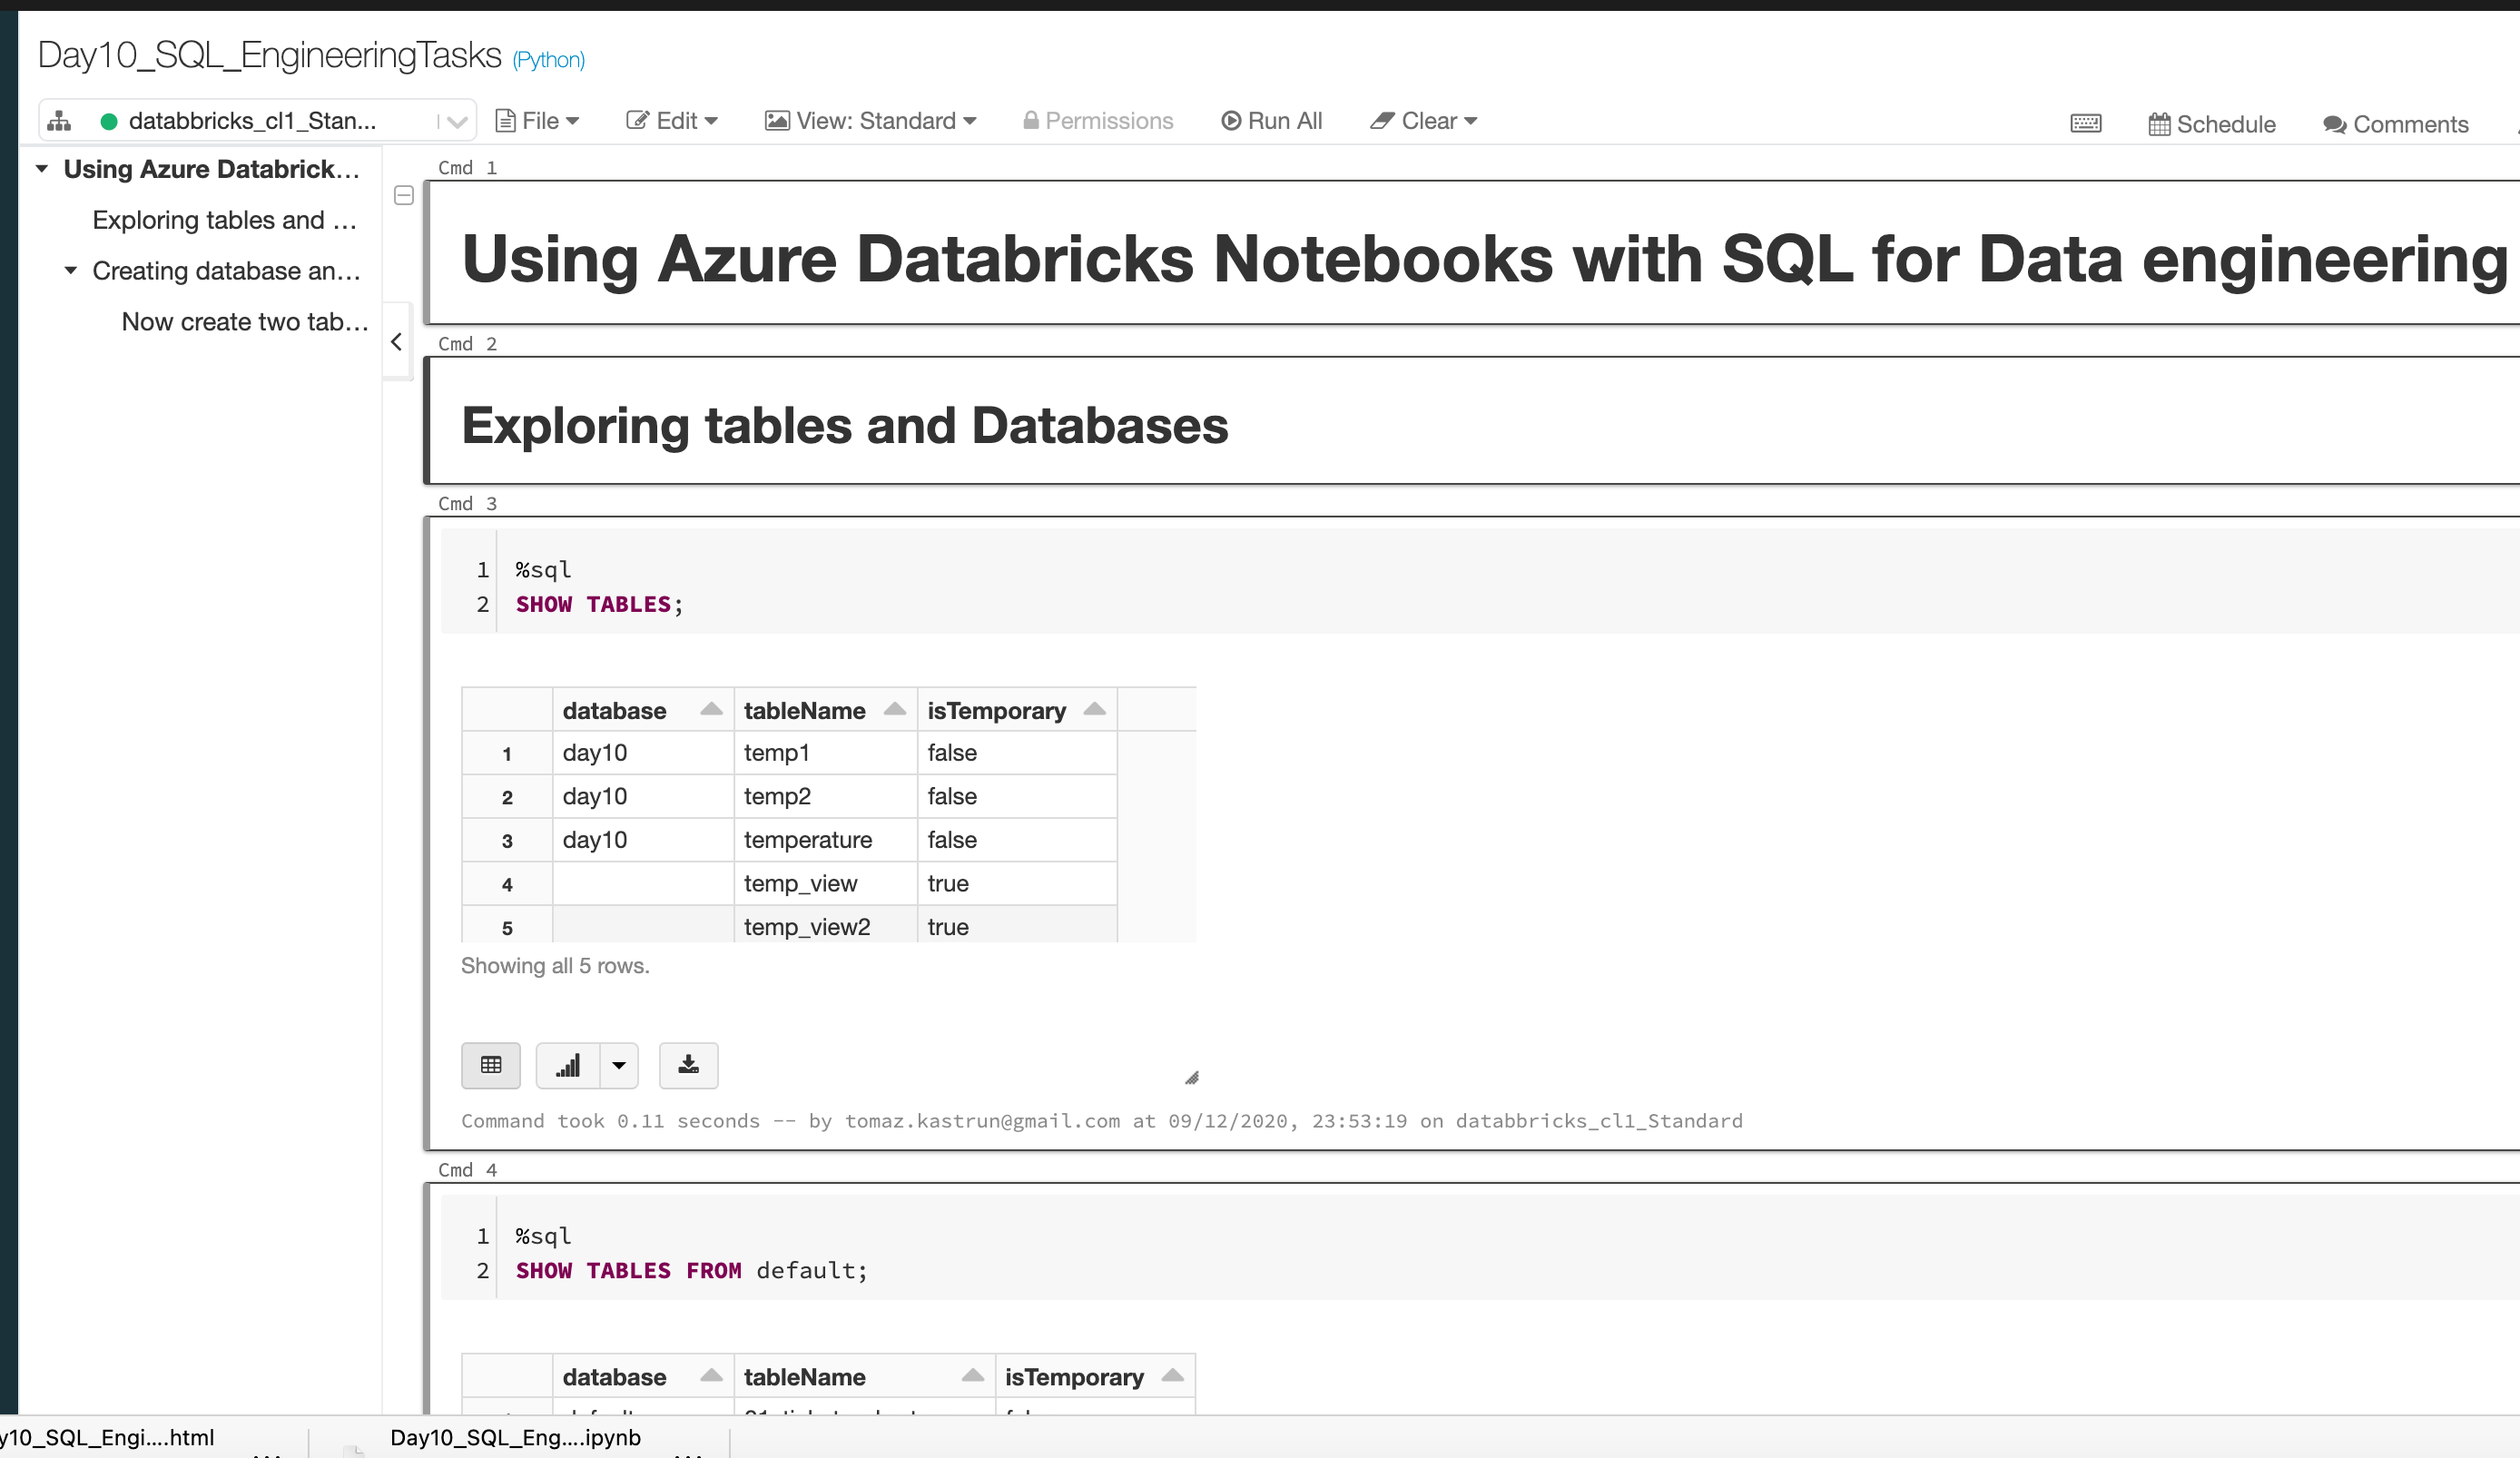 Day10_SQL_EngineeringTasks (Python)
databbricks_cl1_Stan... File Edit View: Standard Permissions Run All Clear Schedule Comments
Using Azure Databrick...
Exploring tables and ...
Creating database an...
Now create two tab...
Cmd 1
Using Azure Databricks Notebooks with SQL for Data engineering
Cmd 2
Exploring tables and Databases
Cmd 3
1 %sql
2 SHOW TABLES;
database tableName isTemporary
1 day10 temp1 false
2 day10 temp2 false
3 day10 temperature false
4 temp_view true
5 temp_view2 true
Showing all 5 rows.
Command took 0.11 seconds -- by tomaz.kastrun@gmail.com at 09/12/2020, 23:53:19 on databbricks_cl1_Standard
Cmd 4
1 %sql
2 SHOW TABLES FROM default;
database tableName isTemporary
y10_SQL_Engi....html Day10_SQL_Eng....ipynb